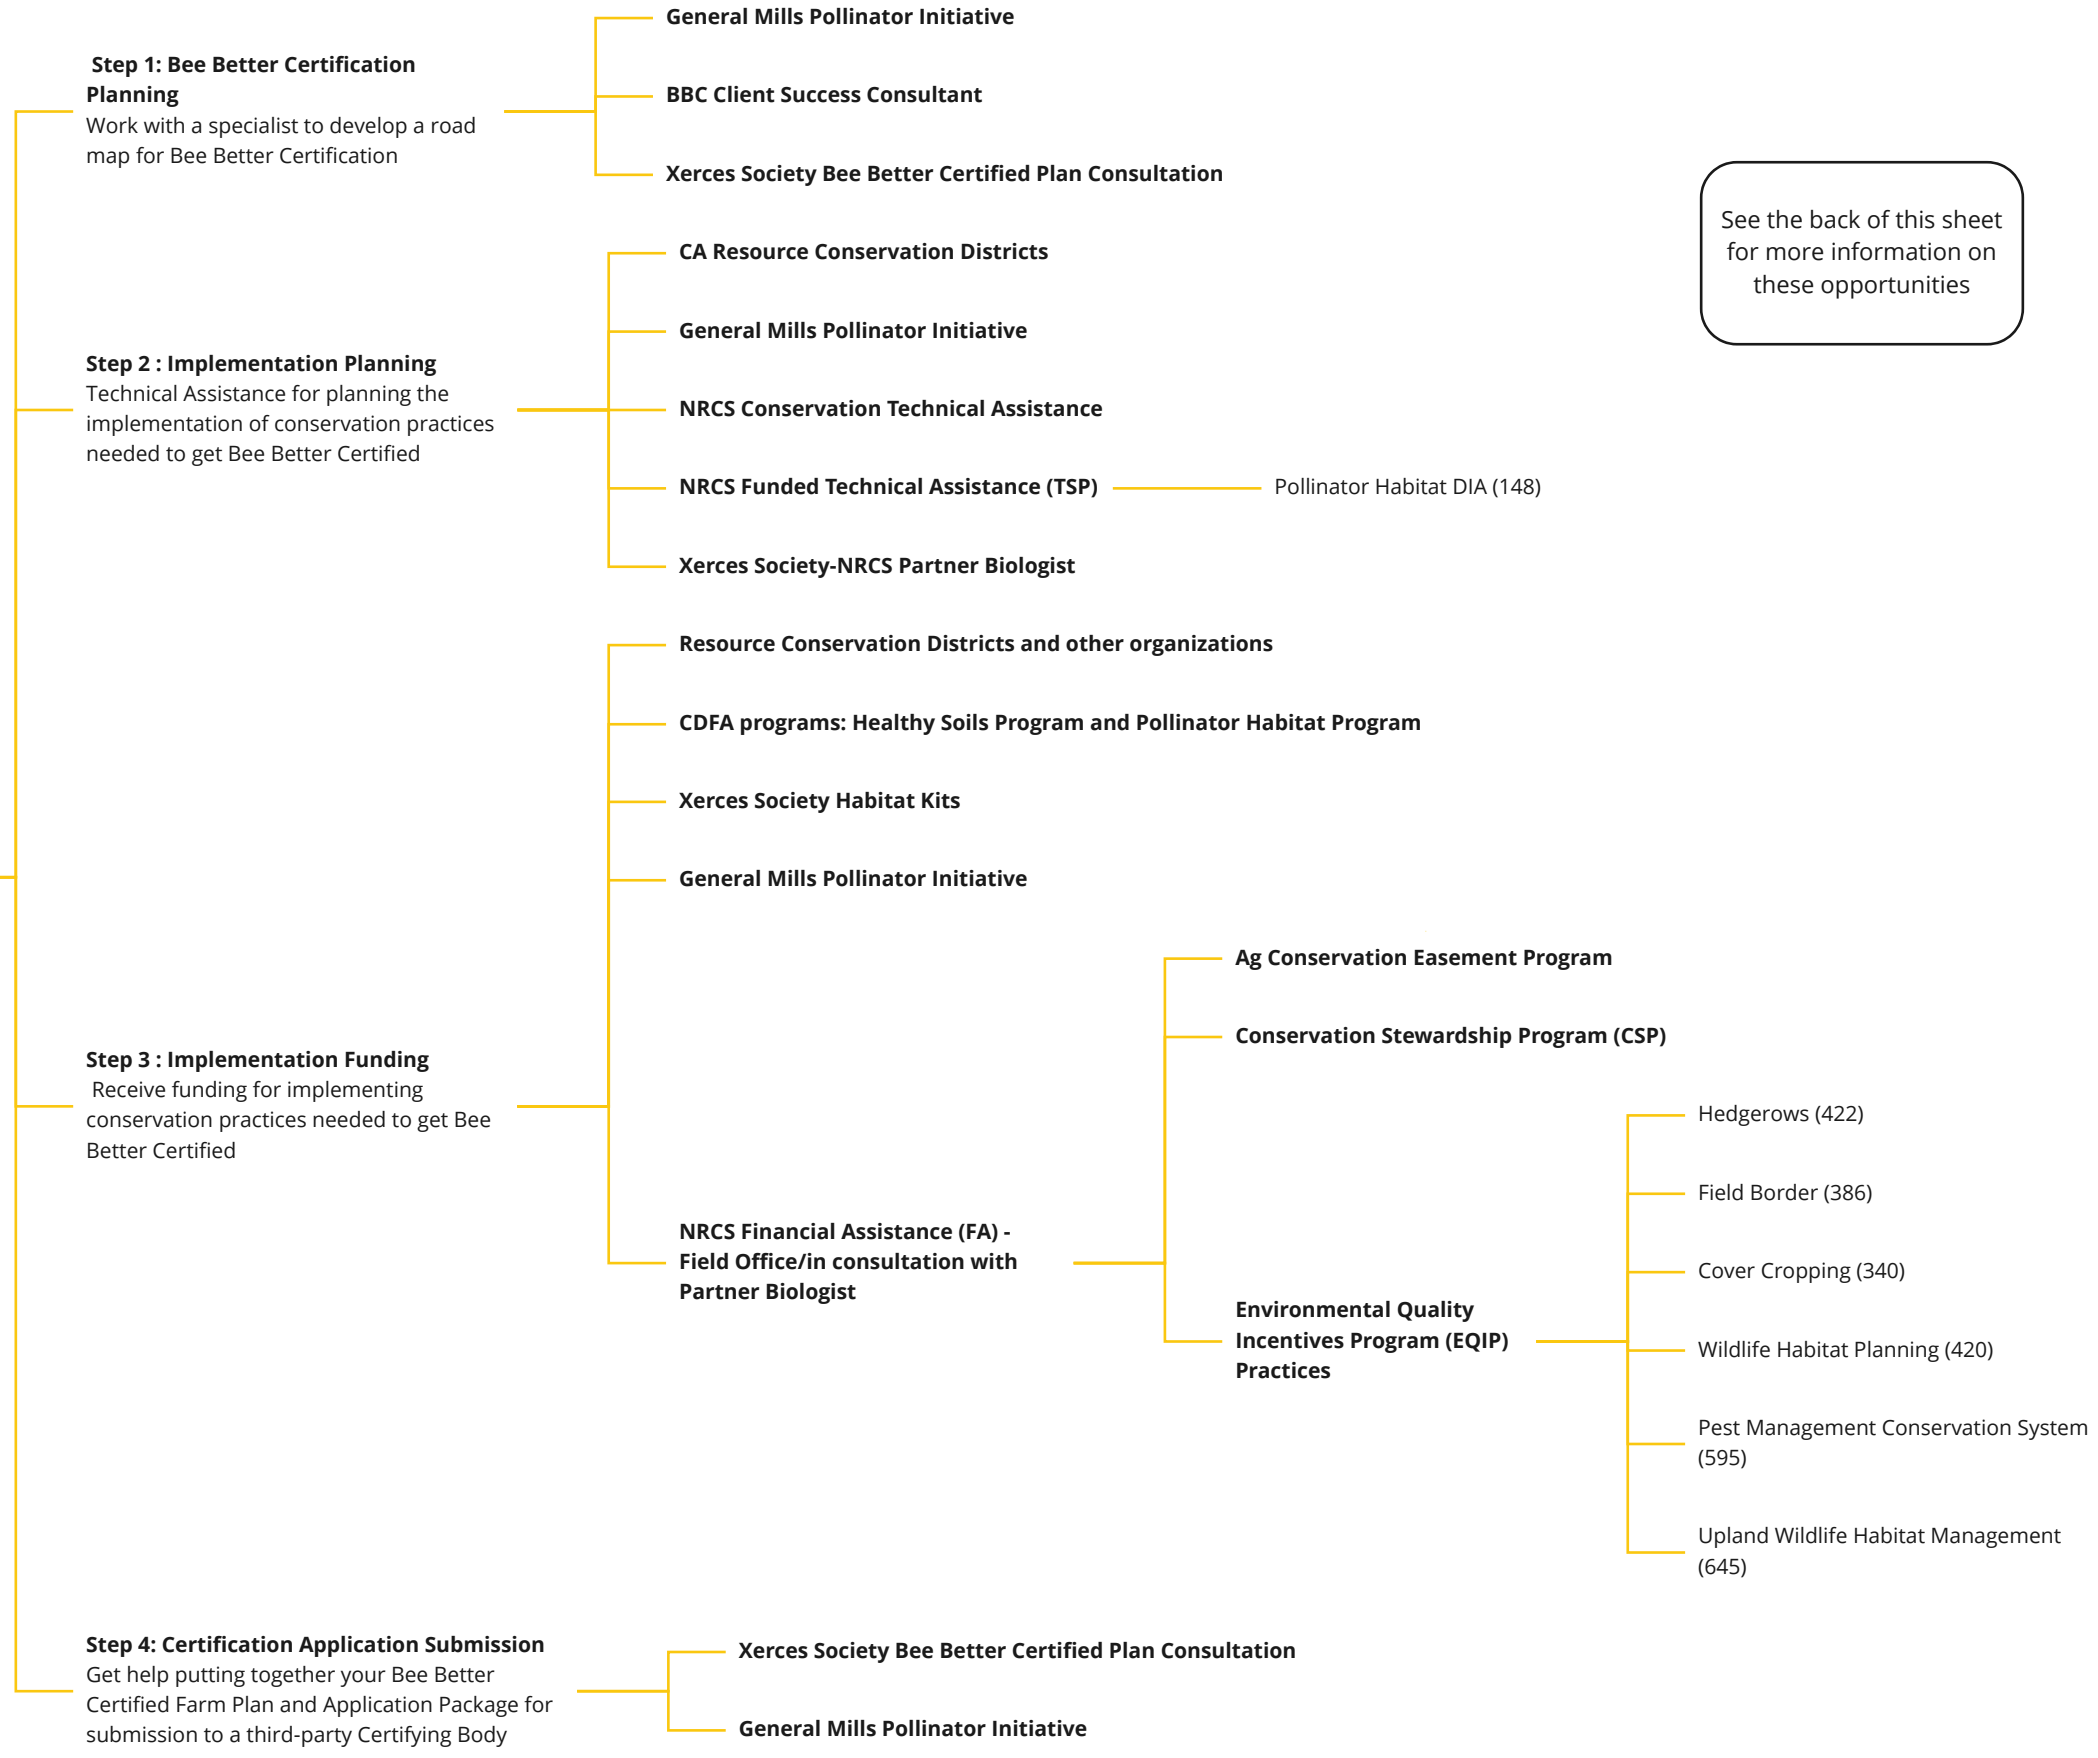 Step 1: Bee Better Certification
Planning
Work with a specialist to develop a road
map for Bee Better Certification
General Mills Pollinator Initiative
BBC Client Success Consultant
Xerces Society Bee Better Certified Plan Consultation
See the back of this sheet
for more information on
these opportunities
Step 2 : Implementation Planning
Technical Assistance for planning the
implementation of conservation practices
needed to get Bee Better Certified
CA Resource Conservation Districts
General Mills Pollinator Initiative
NRCS Conservation Technical Assistance
NRCS Funded Technical Assistance (TSP)
Pollinator Habitat DIA (148)
Xerces Society-NRCS Partner Biologist
Step 3 : Implementation Funding
Receive funding for implementing
conservation practices needed to get Bee
Better Certified
Resource Conservation Districts and other organizations
CDFA programs: Healthy Soils Program and Pollinator Habitat Program
Xerces Society Habitat Kits
General Mills Pollinator Initiative
NRCS Financial Assistance (FA) -
Field Office/in consultation with
Partner Biologist
Ag Conservation Easement Program
Conservation Stewardship Program (CSP)
Environmental Quality
Incentives Program (EQIP)
Practices
Hedgerows (422)
Field Border (386)
Cover Cropping (340)
Wildlife Habitat Planning (420)
Pest Management Conservation System
(595)
Upland Wildlife Habitat Management
(645)
Step 4: Certification Application Submission
Get help putting together your Bee Better
Certified Farm Plan and Application Package for
submission to a third-party Certifying Body
Xerces Society Bee Better Certified Plan Consultation
General Mills Pollinator Initiative